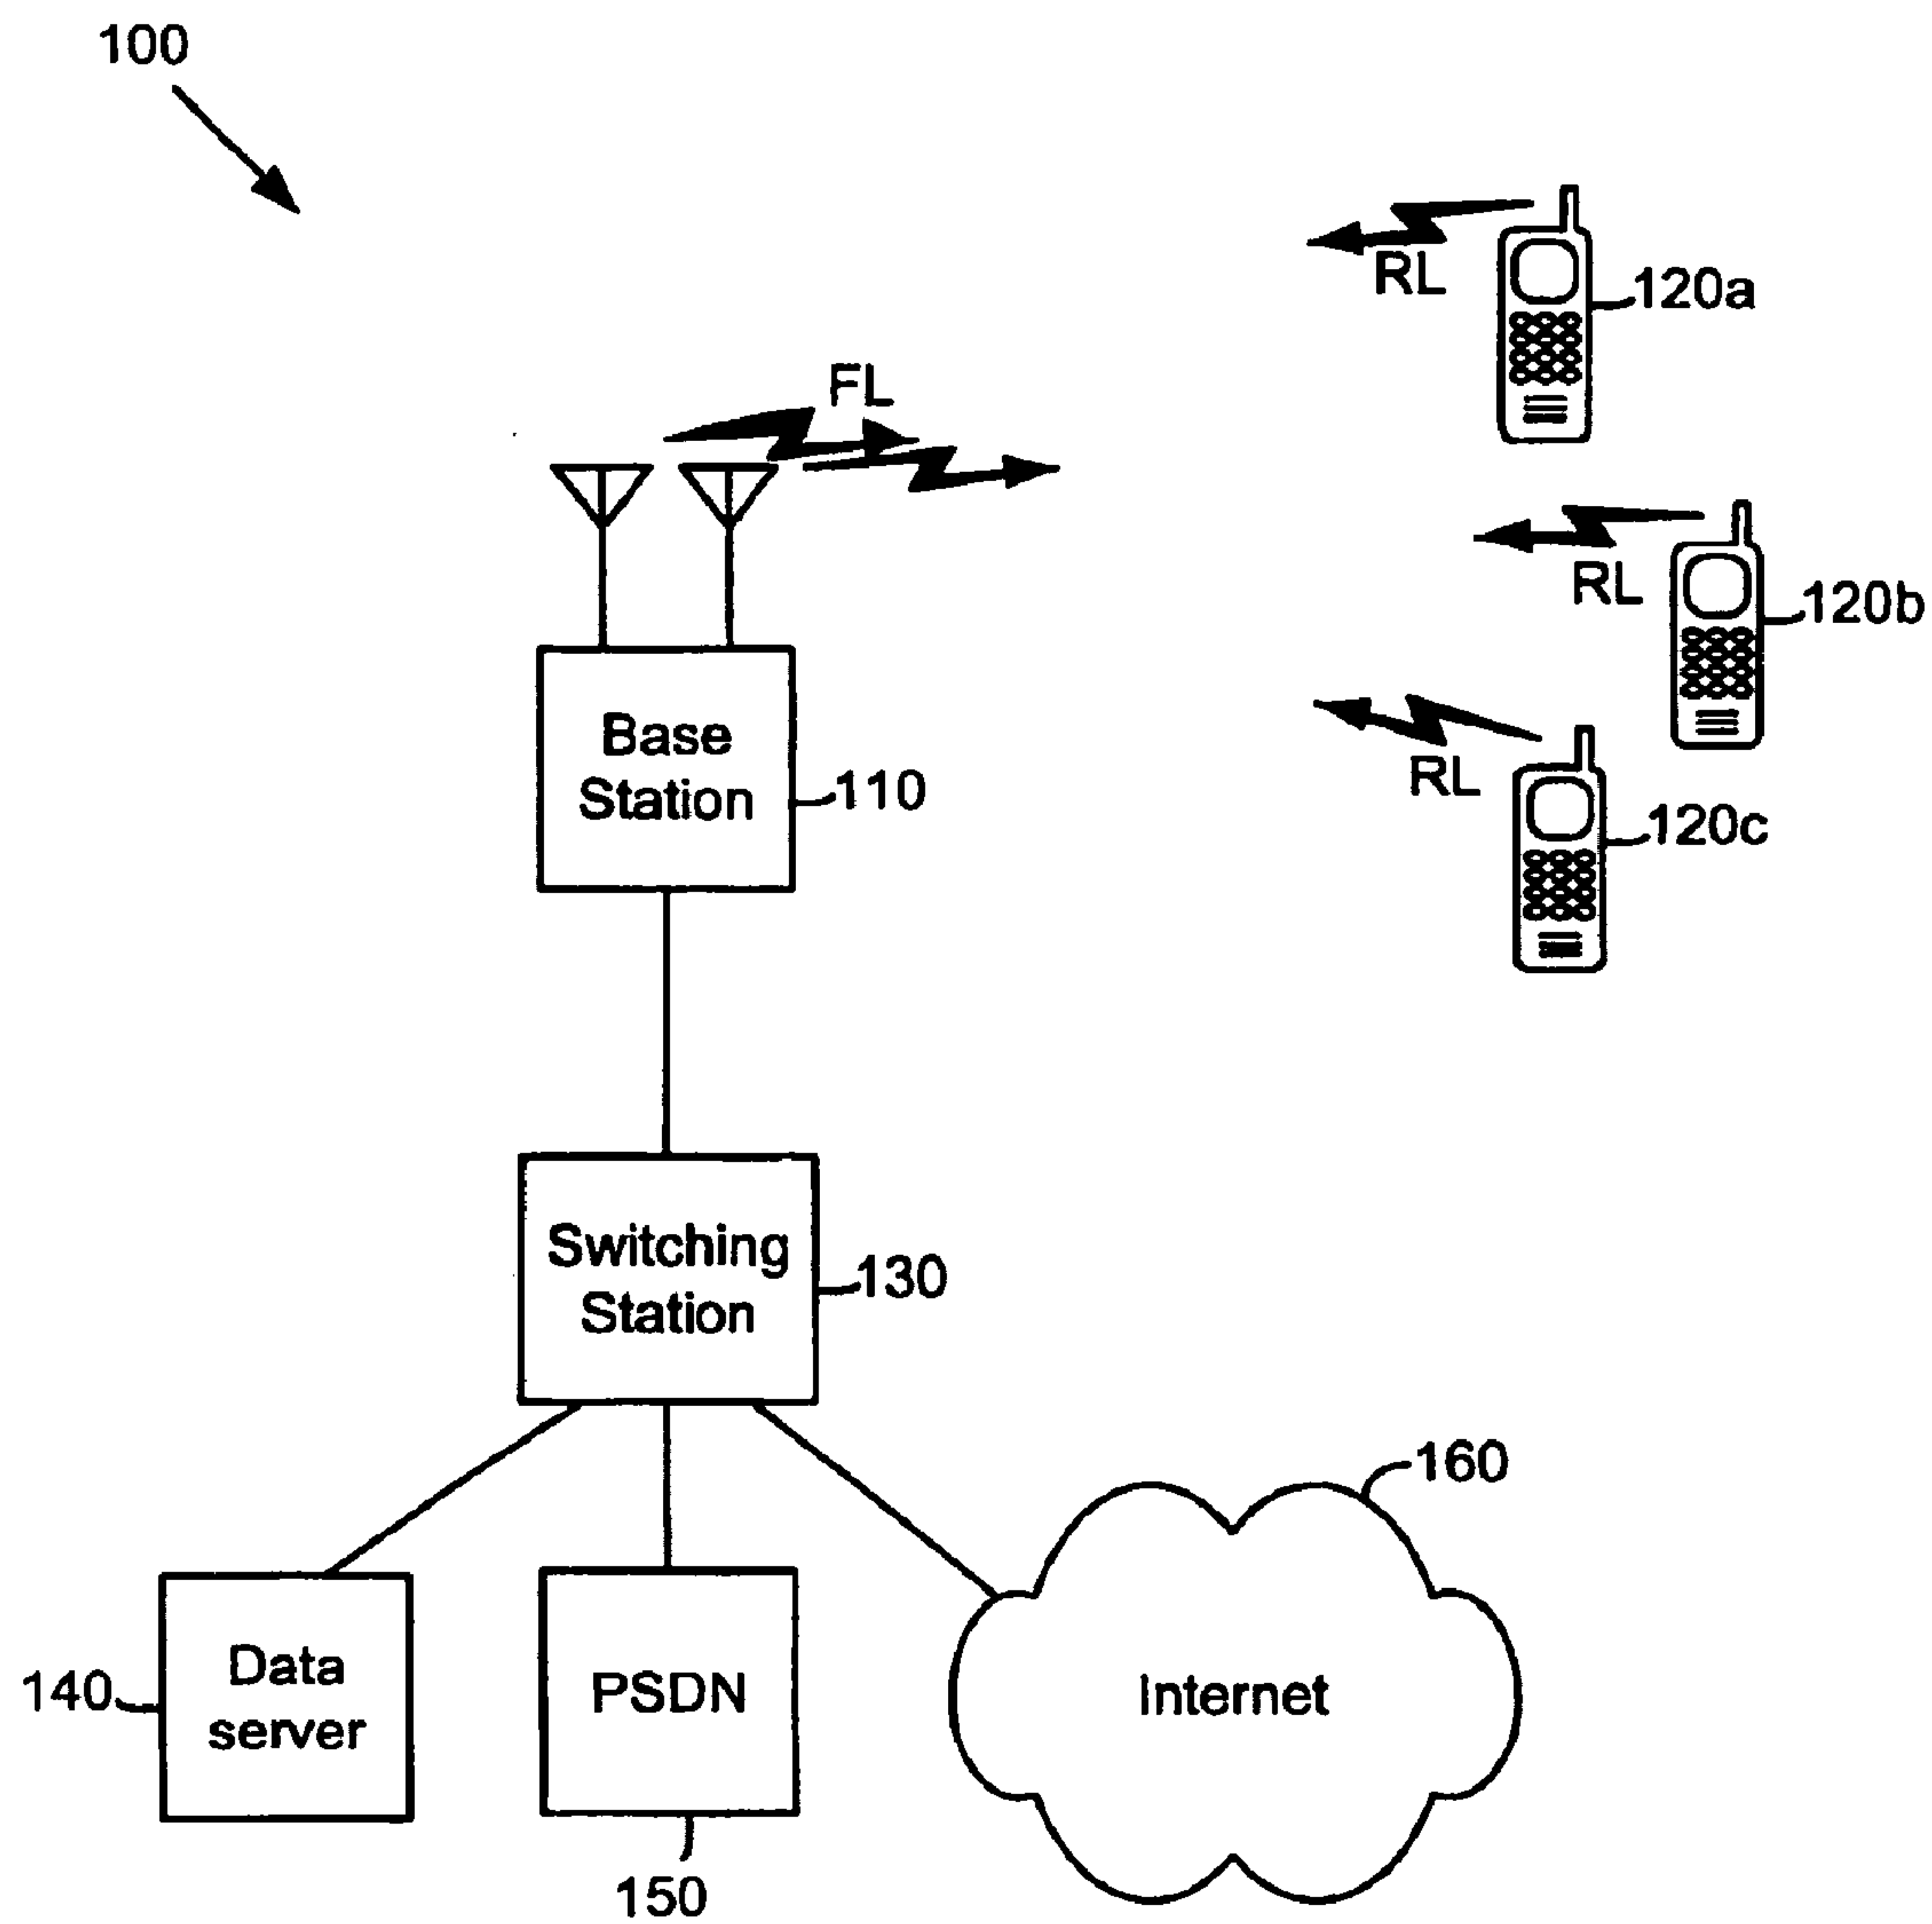 100
RL
120a
FL
RL
120b
Base
Station
110
RL
120c
Switching
Station
130
160
Data
server
140
PSDN
150
Internet